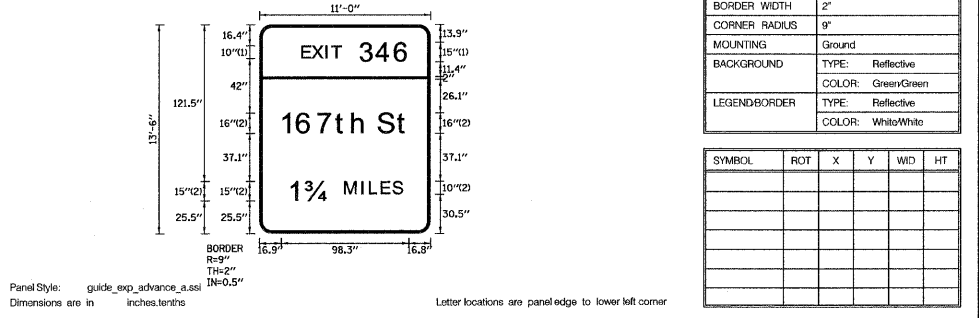 11'-0"
BORDER WIDTH 2"
CORNER RADIUS 9"
MOUNTING Ground
BACKGROUND TYPE: Reflective
COLOR: Green/Green
LEGEND/BORDER TYPE: Reflective
COLOR: White/White
16.4"
10"(1)
42"
16"(2)
37.1"
15"(2)
25.5"
121.5"
15"(2)
25.5"
13'-6"
EXIT 346
167th St
1¾ MILES
13.9"
15"(1)
11.4"
2"
26.1"
16"(2)
37.1"
10"(2)
30.5"
16.9" 98.3" 16.8"
BORDER
R=9"
TH=2"
IN=0.5"
SYMBOL ROT X Y WID HT
Panel Style: guide_exp_advance_a.ssi
Dimensions are in inches.tenths
Letter locations are panel edge to lower left corner